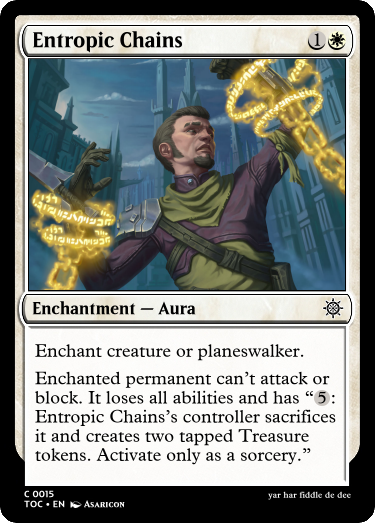 Entropic Chains 1
Enchantment — Aura
Enchant creature or planeswalker.
Enchanted permanent can't attack or
block. It loses all abilities and has “5:
Entropic Chains's controller sacrifices
it and creates two tapped Treasure
tokens. Activate only as a sorcery.”
C 0015
TOC • EN Asaricon
yar har fiddle de dee